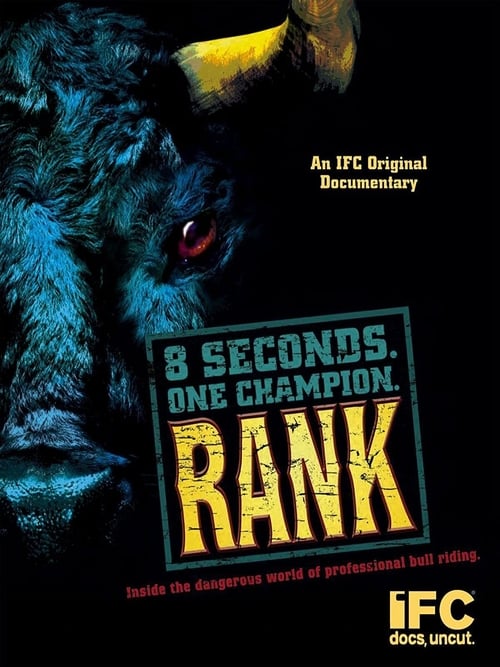 An IFC Original
Documentary
8 SECONDS.
ONE CHAMPION.
RANK
Inside the dangerous world of professional bull riding.
iFC
docs, uncut.